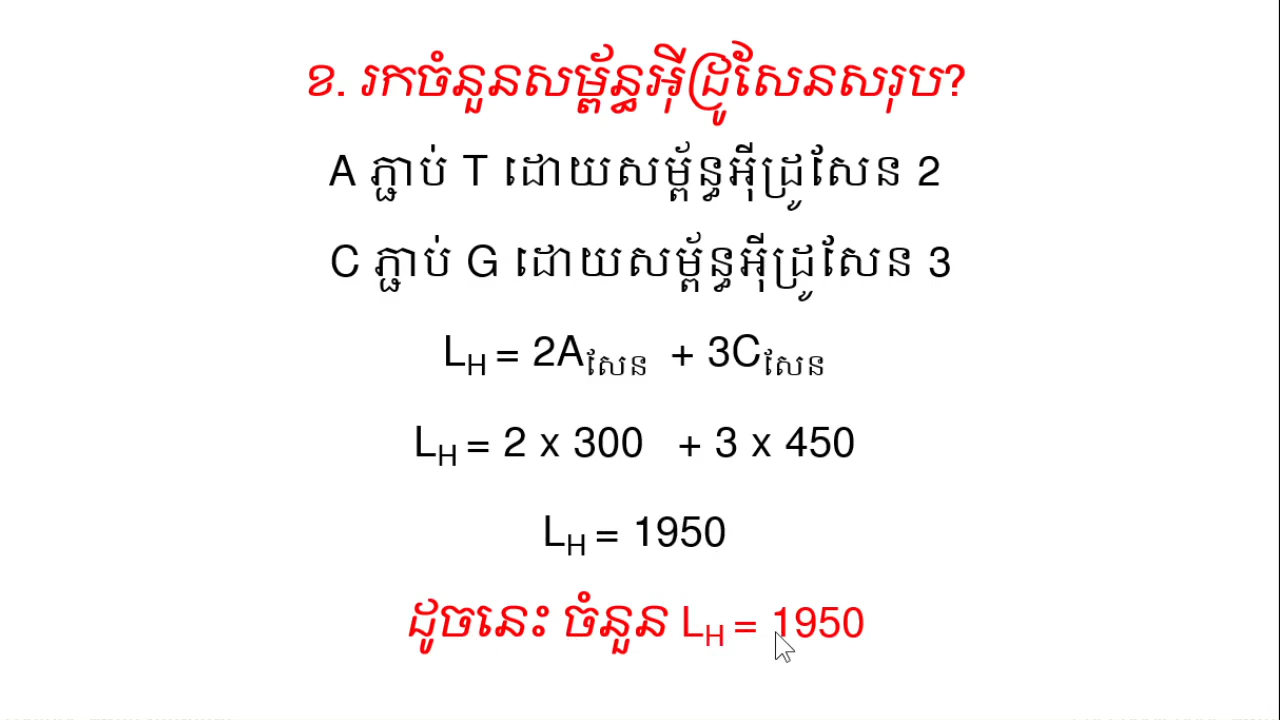 ខ. រកចំនួនសម្ព័ន្ធអ៊ីដ្រូសែនសរុប?
A ភ្ជាប់ T ដោយសម្ព័ន្ធអ៊ីដ្រូសែន 2
C ភ្ជាប់ G ដោយសម្ព័ន្ធអ៊ីដ្រូសែន 3
LH = 2Aសែន + 3Cសែន
LH = 2 x 300 + 3 x 450
LH = 1950
ដូចនេះ ចំនួន LH = 1950